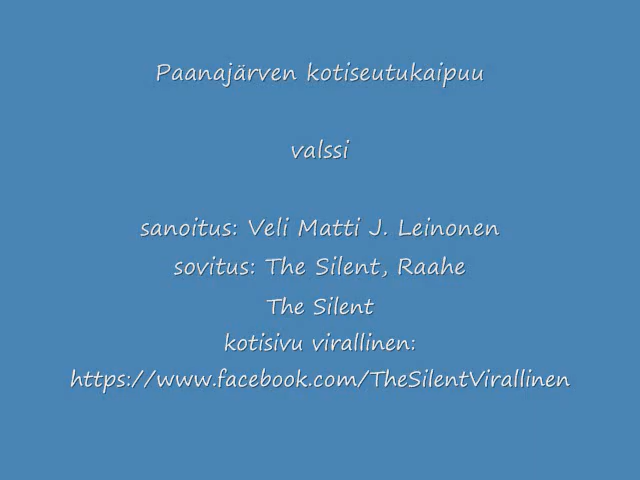 Paanajärven kotiseutukaipuu
valssi
sanoitus: Veli Matti J. Leinonen
sovitus: The Silent, Raahe
The Silent
kotisivu virallinen:
https://www.facebook.com/TheSilentVirallinen